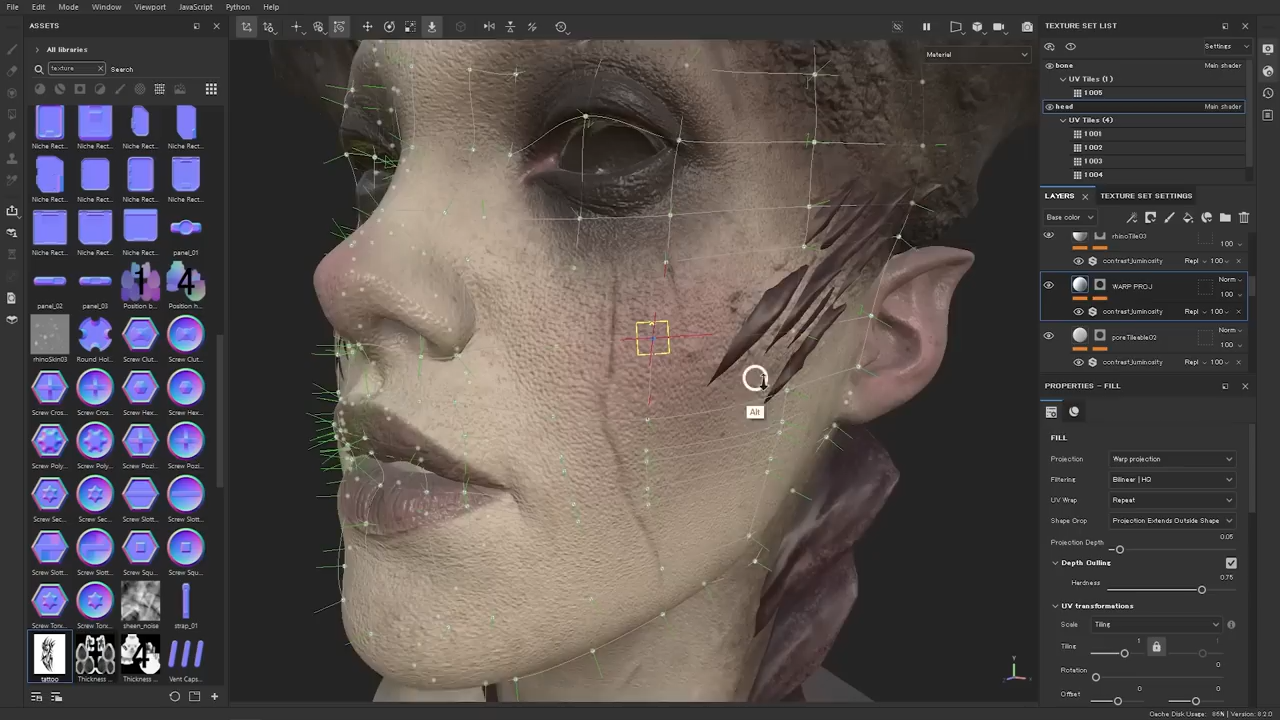 File Edit Mode Window Viewport JavaScript Python Help
ASSETS
All libraries
texture
Search
Niche Rect... Niche Rect... Niche Rect... Niche Rect...
Niche Rect... Niche Rect... Niche Rect... Niche Rect...
Niche Rect... Niche Rect... Niche Rect... panel_01
panel_02 panel_03 Position b... Position ...
rhinoSkin03 Round Hol... Screw Clut... Screw Clut...
Screw Cros... Screw Cros... Screw Hex... Screw Hex...
Screw Poly... Screw Poly... Screw Pozi... Screw Pozi...
Screw Sec... Screw Sec... Screw Slott... Screw Slott...
Screw Slott... Screw Slott... Screw Squ... Screw Squ...
Screw Torx... Screw Torx... sheen_noise strap_01
tattoo Thickness ... Thickness ... Vent Caps...
Material
Alt
Y
TEXTURE SET LIST
Settings
bone Main shader
UV Tiles (1)
1005
head Main shader
UV Tiles (4)
1001
1002
1003
1004
LAYERS TEXTURE SET SETTINGS
Base color
rhinoTile03 100
contrast_luminosity Repl 100
WARP PROJ Norm 100
contrast_luminosity Repl 100
poreTileable02 Norm 100
contrast_luminosity Repl 100
PROPERTIES - FILL
FILL
Projection Warp projection
Filtering Bilinear | HQ
UV Wrap Repeat
Shape Crop Projection Extends Outside Shape
Projection Depth 0.05
Depth Culling
Hardness 0.75
UV transformations
Scale Tiling
Tiling 1 1
Rotation 0
Offset 0 0
Cache Disk Usage: 86% | Version: 8.2.0